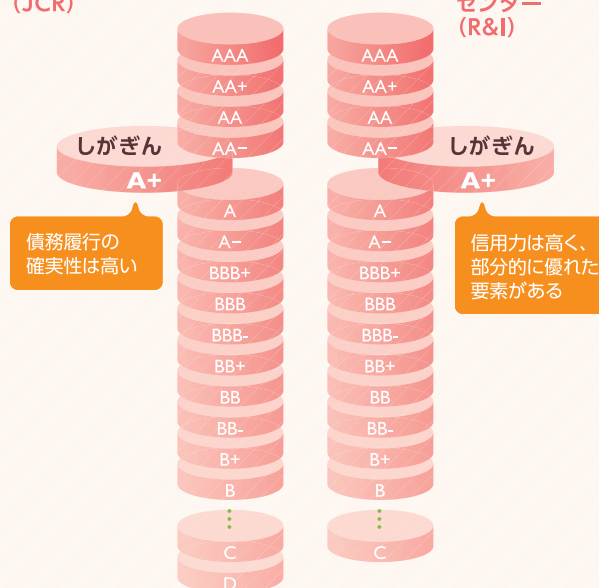 (JCR)
センター
(R&I)
AAA
AA+
AA
AA−
しがぎん
A+
A
A−
BBB+
BBB
BBB-
BB+
BB
BB-
B+
B
C
D
債務履行の
確実性は高い
AAA
AA+
AA
AA−
しがぎん
A+
A
A−
BBB+
BBB
BBB-
BB+
BB
BB-
B+
B
C
信用力は高く、
部分的に優れた
要素がある